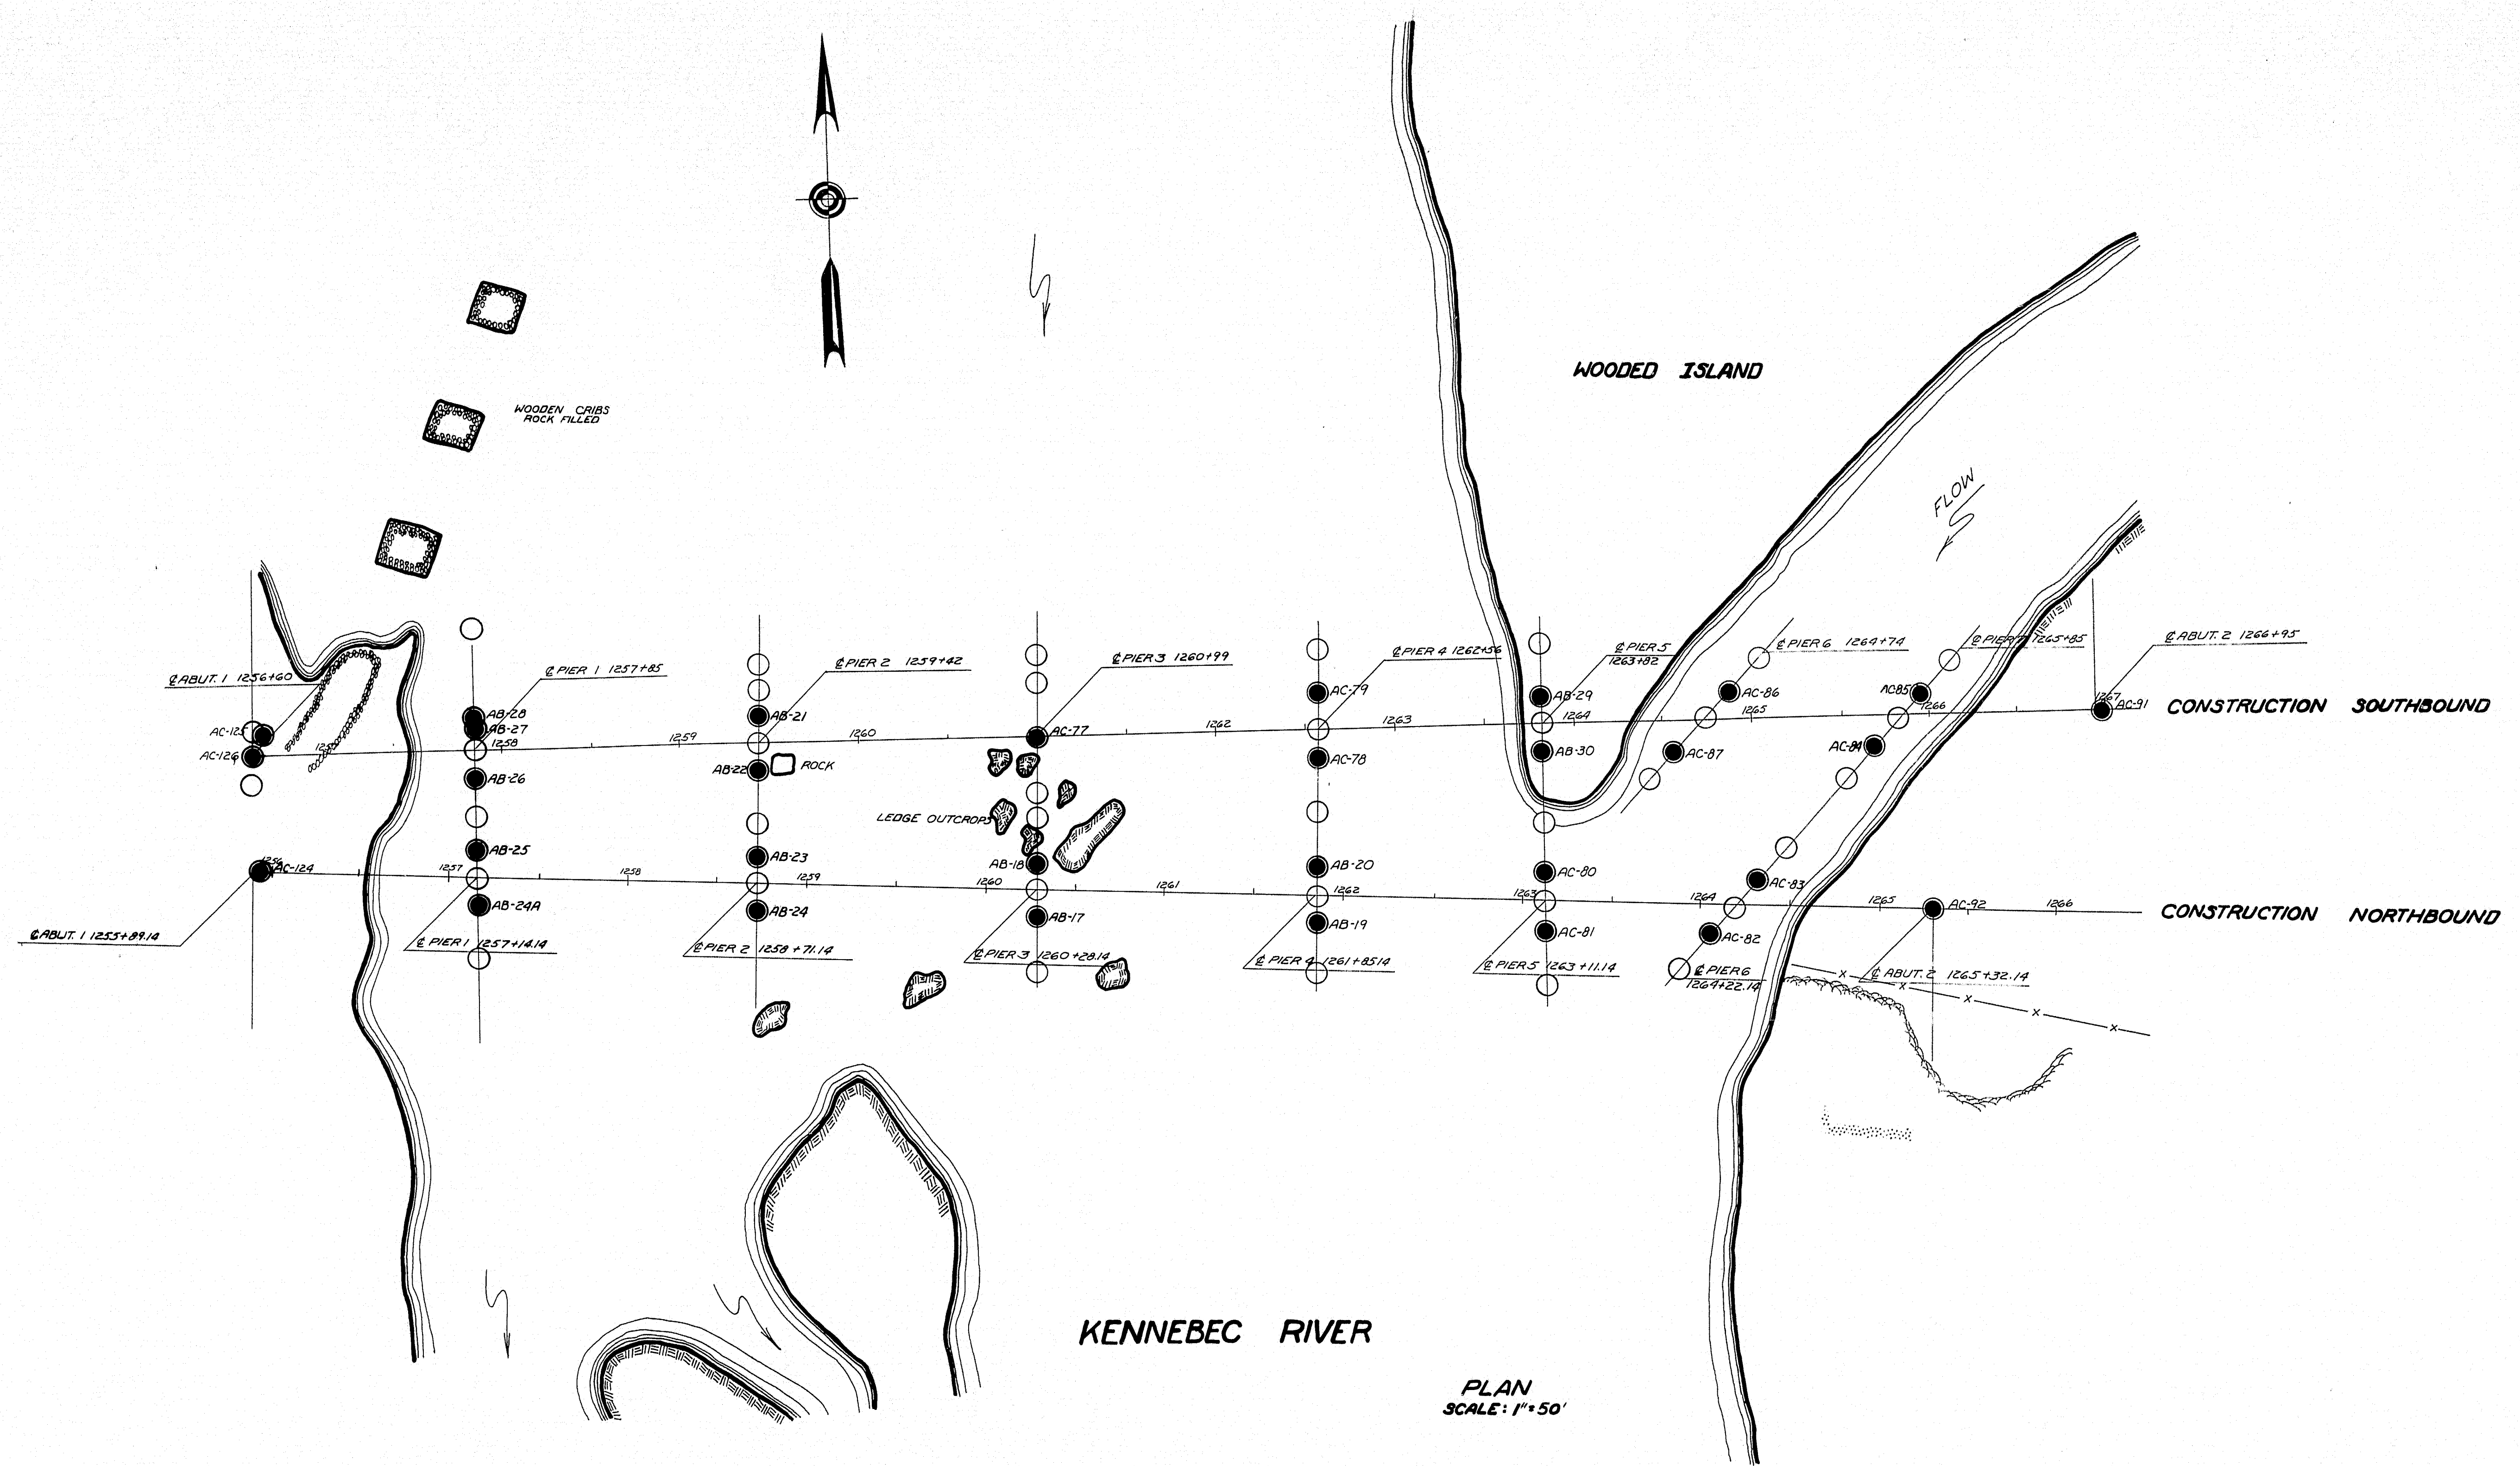 WOODED ISLAND
WOODEN CRIBS
ROCK FILLED
FLOW
℄ ABUT. 1 1256+60
℄ PIER 1 1257+85
℄ PIER 2 1259+42
℄ PIER 3 1260+99
℄ PIER 4 1262+56
℄ PIER 5
1263+82
℄ PIER 6 1264+74
℄ PIER 7 1265+85
℄ ABUT. 2 1266+95
AC-79
AB-29
AC-86
AC85
1267
AC-91
CONSTRUCTION SOUTHBOUND
AC-125
AB-28
AB-27
AB-21
AC-77
1258
1259
1260
1262
1263
1264
1265
1266
AC-126
AB-26
AB-22
ROCK
AC-78
AB-30
AC-87
AC-84
LEDGE OUTCROPS
AB-25
AB-23
AB-18
AB-20
AC-80
AC-83
1256
AC-124
1257
1258
1259
1260
1261
1262
1263
1264
1265
1266
AB-24A
AB-24
AB-17
AB-19
AC-81
AC-82
AC-92
CONSTRUCTION NORTHBOUND
℄ ABUT. 1 1255+89.14
℄ PIER 1 1257+14.14
℄ PIER 2 1258+71.14
℄ PIER 3 1260+28.14
℄ PIER 4 1261+85.14
℄ PIER 5 1263+11.14
℄ PIER 6
1264+22.14
℄ ABUT. 2 1265+32.14
x x x x x
KENNEBEC RIVER
PLAN
SCALE: 1"=50'